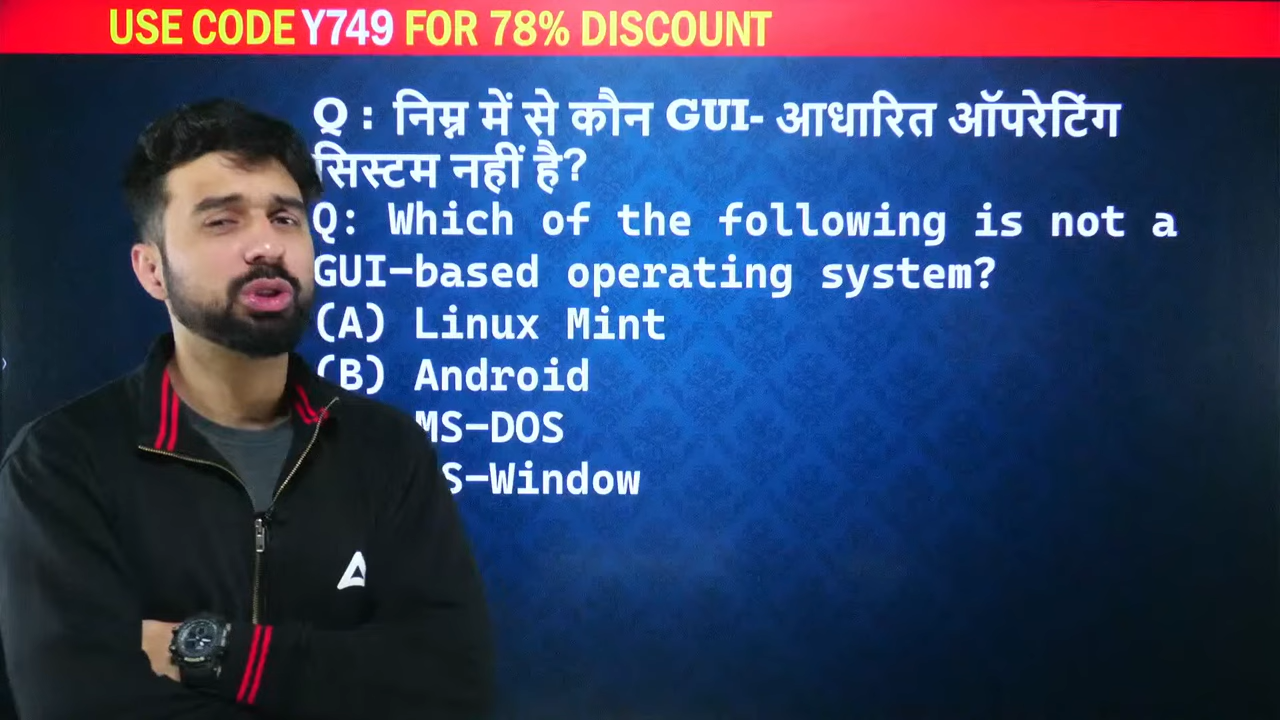 USE CODE Y749 FOR 78% DISCOUNT
Q : निम्न में से कौन GUI- आधारित ऑपरेटिंग
सिस्टम नहीं है?
Q: Which of the following is not a
GUI-based operating system?
(A) Linux Mint
(B) Android
MS-DOS
S-Window